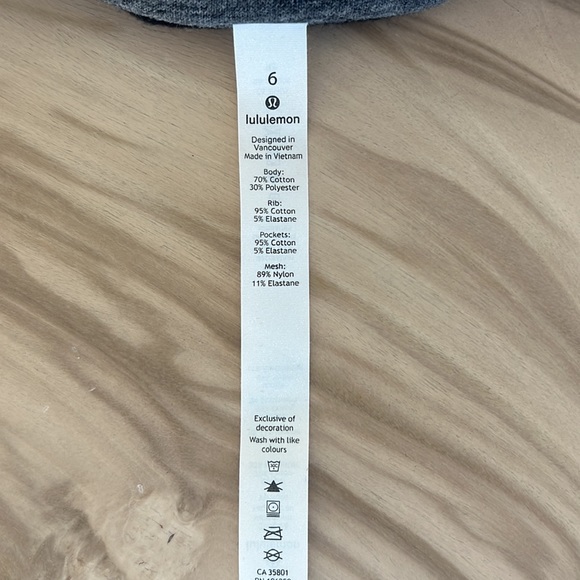 6
lululemon
Designed in
Vancouver
Made in Vietnam
Body:
70% Cotton
30% Polyester
Rib:
95% Cotton
5% Elastane
Pockets:
95% Cotton
5% Elastane
Mesh:
89% Nylon
11% Elastane
Exclusive of
decoration
Wash with like
colours
CA 35801